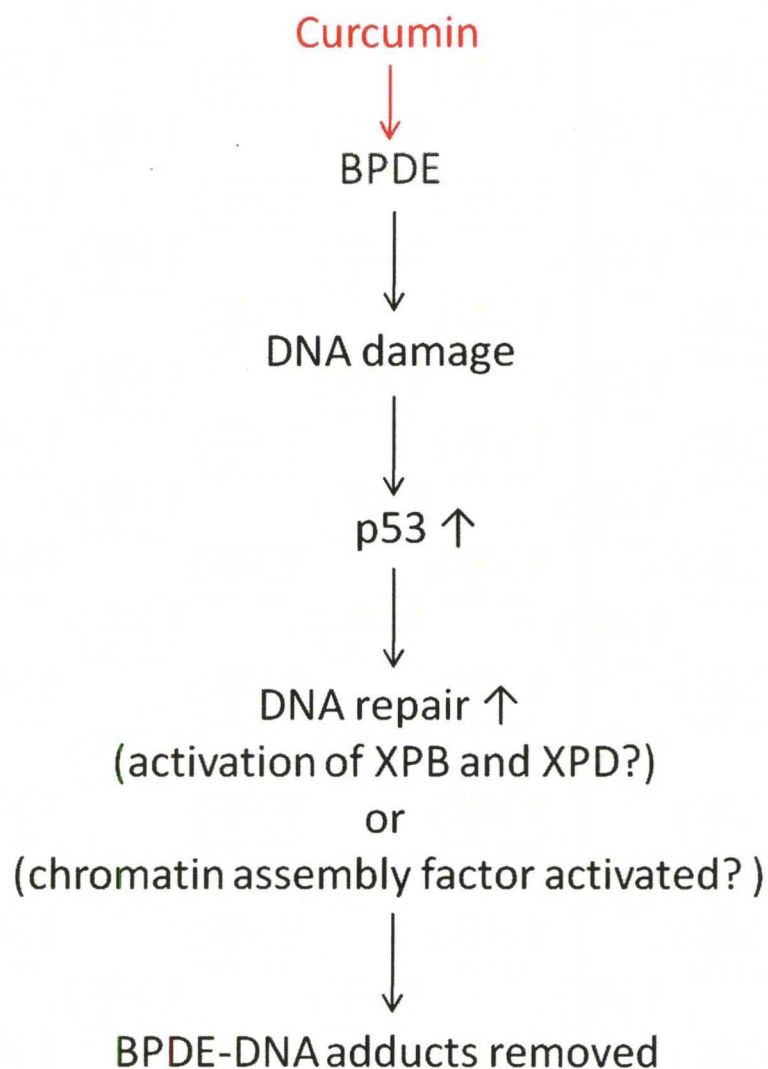 Curcumin
BPDE
DNA damage
p53 ↑
DNA repair ↑
(activation of XPB and XPD?)
or
(chromatin assembly factor activated? )
BPDE-DNA adducts removed